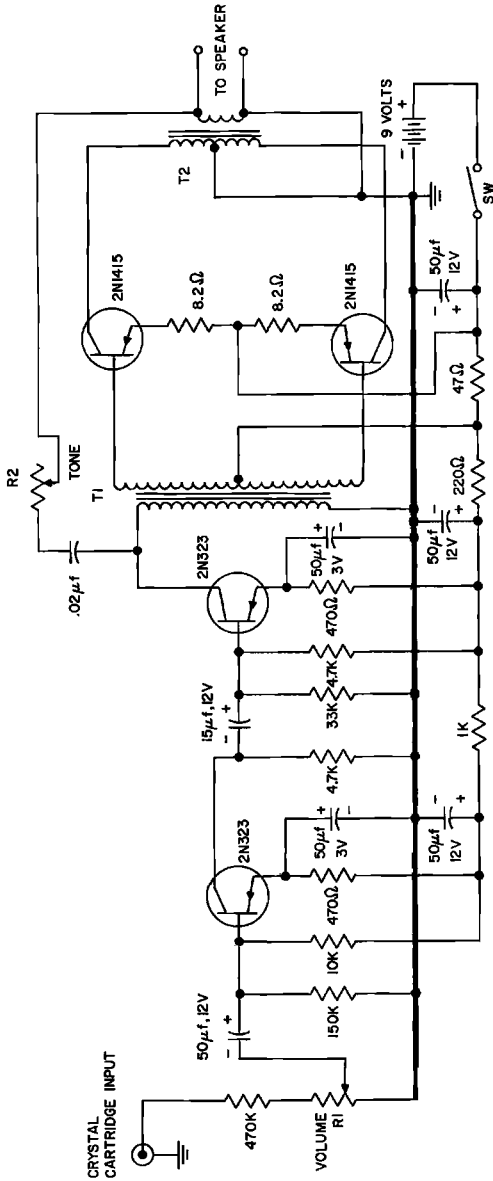 CRYSTAL
CARTRIDGE INPUT
470K
VOLUME
R1
50μf, 12V
+
-
150K
10K
2N323
470Ω
50μf
3V
+
-
50μf
12V
-
+
4.7K
15μf, 12V
+
-
33K
4.7K
1K
2N323
470Ω
50μf
3V
+
-
50μf
12V
-
+
220Ω
.02μf
R2
TONE
T1
2N1415
8.2Ω
8.2Ω
2N1415
47Ω
50μf
12V
-
+
T2
TO SPEAKER
9 VOLTS
-
+
SW